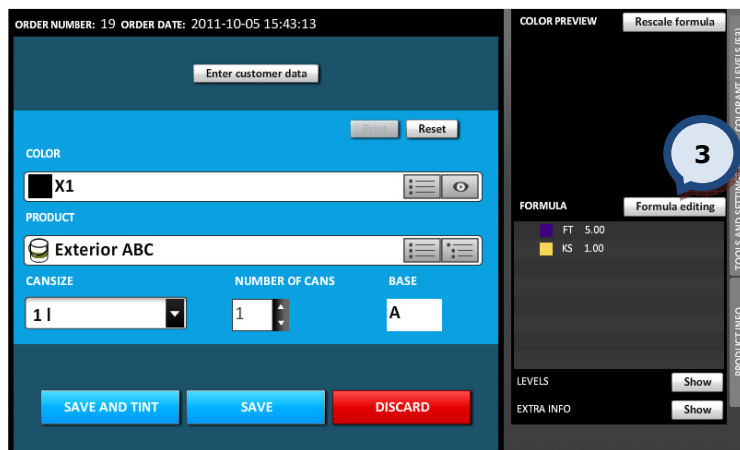 ORDER NUMBER: 19 ORDER DATE: 2011-10-05 15:43:13
Enter customer data
Print Reset
COLOR
X1
PRODUCT
Exterior ABC
CANSIZE NUMBER OF CANS BASE
1 l 1 A
SAVE AND TINT SAVE DISCARD
COLOR PREVIEW Rescale formula
3
FORMULA Formula editing
FT 5.00
KS 1.00
LEVELS Show
EXTRA INFO Show
COLORANT LEVELS (F3)
TOOLS AND SETTINGS
PRODUCT INFO